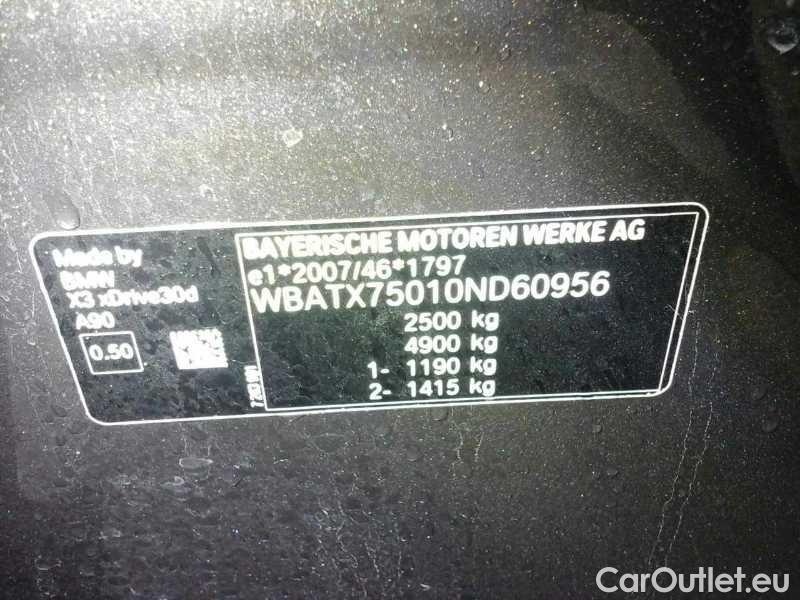 Made by
BMW
X3 xDrive30d
A90
0.50
BAYERISCHE MOTOREN WERKE AG
e1*2007/46*1797
WBATX75010ND60956
2500 kg
4900 kg
1- 1190 kg
2- 1415 kg
CarOutlet.eu